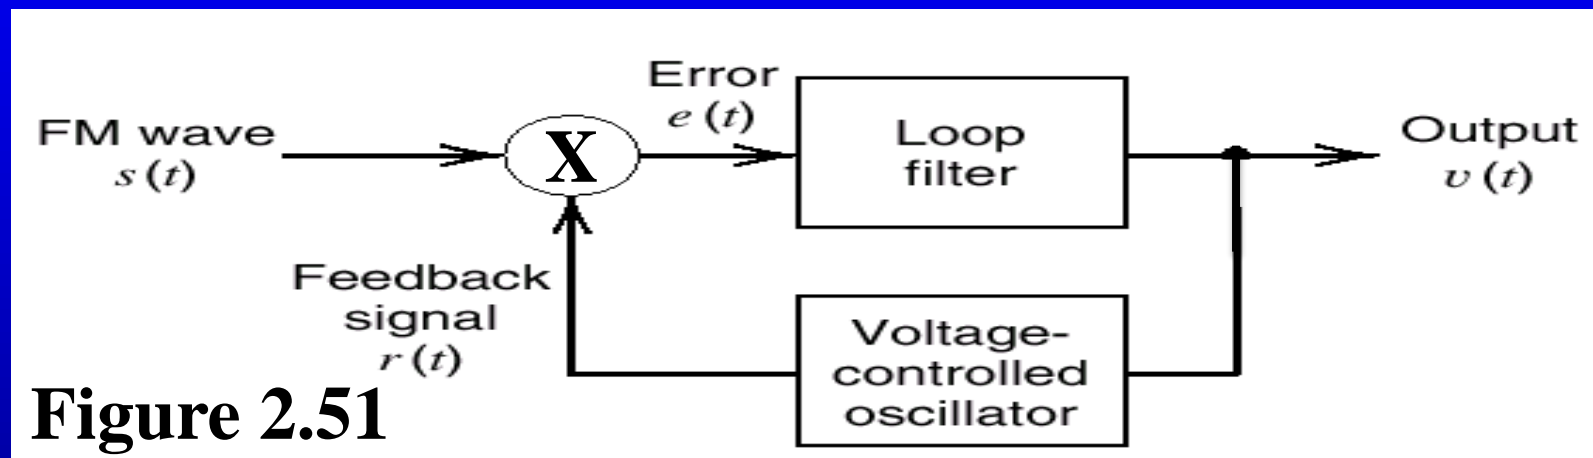 FM wave
s (t)
X
Error
e (t)
Loop
filter
Output
υ (t)
Feedback
signal
r (t)
Voltage-
controlled
oscillator
Figure 2.51